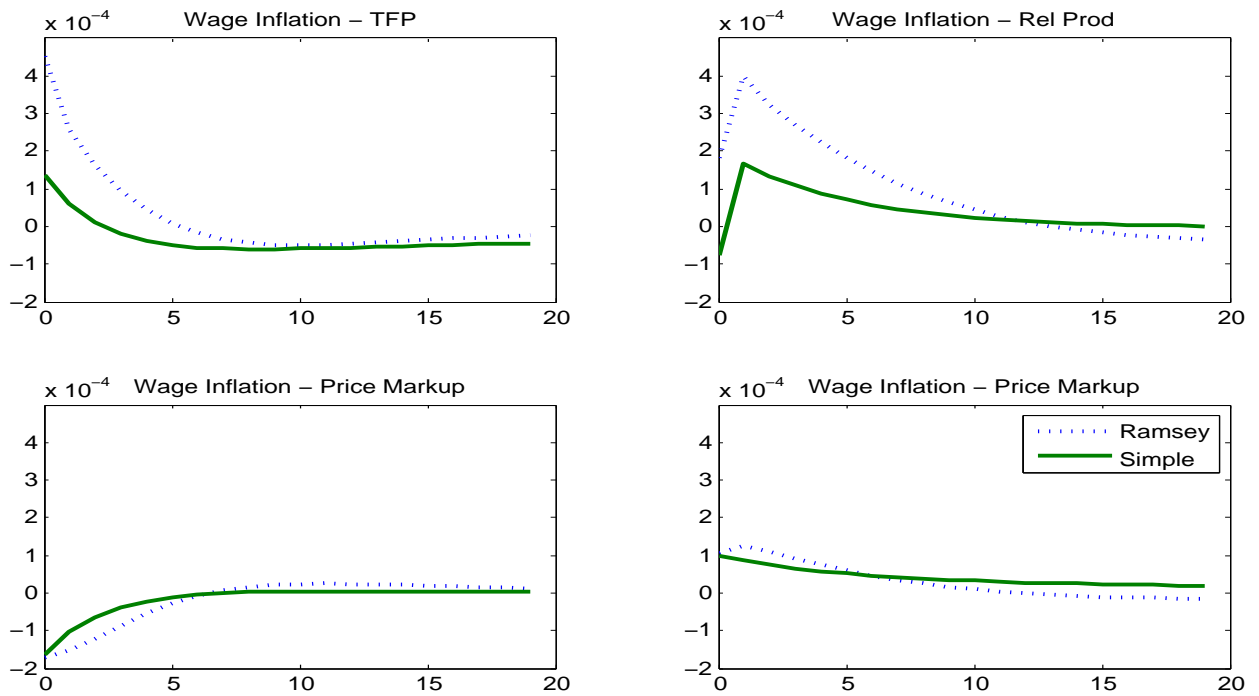 x 10⁻⁴ Wage Inflation – TFP
4
3
2
1
0
–1
–2
0 5 10 15 20
x 10⁻⁴ Wage Inflation – Rel Prod
4
3
2
1
0
–1
–2
0 5 10 15 20
x 10⁻⁴ Wage Inflation – Price Markup
4
3
2
1
0
–1
–2
0 5 10 15 20
x 10⁻⁴ Wage Inflation – Price Markup
Ramsey
Simple
4
3
2
1
0
–1
–2
0 5 10 15 20